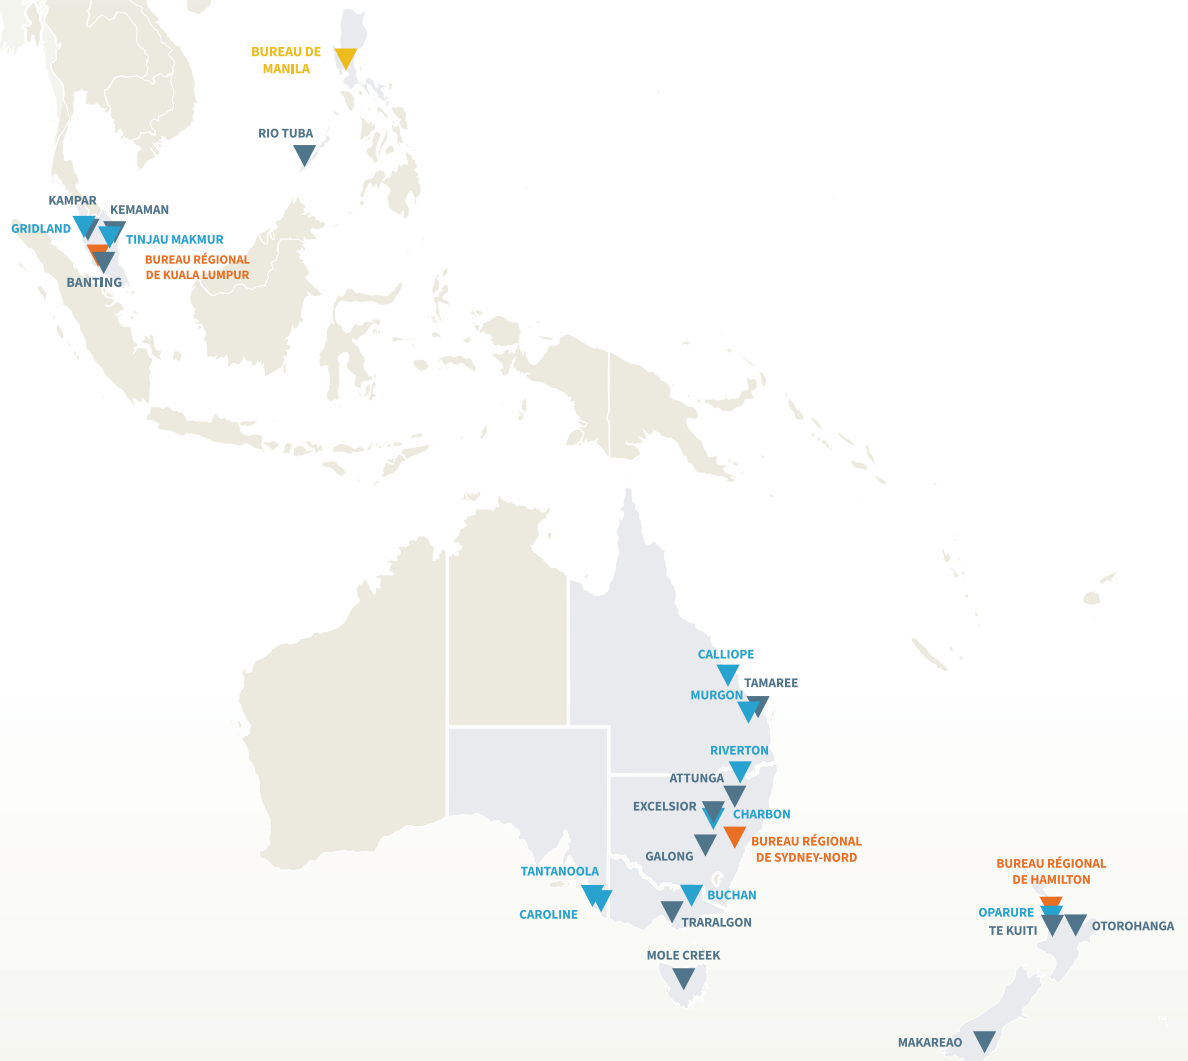 BUREAU DE
MANILA
RIO TUBA
KAMPAR
KEMAMAN
GRIDLAND
TINJAU MAKMUR
BUREAU RÉGIONAL
DE KUALA LUMPUR
BANTING
CALLIOPE
TAMAREE
MURGON
RIVERTON
ATTUNGA
EXCELSIOR
CHARBON
BUREAU RÉGIONAL
DE SYDNEY-NORD
GALONG
TANTANOOLA
BUCHAN
CAROLINE
TRARALGON
MOLE CREEK
BUREAU RÉGIONAL
DE HAMILTON
OPARURE
TE KUITI
OTOROHANGA
MAKAREAO